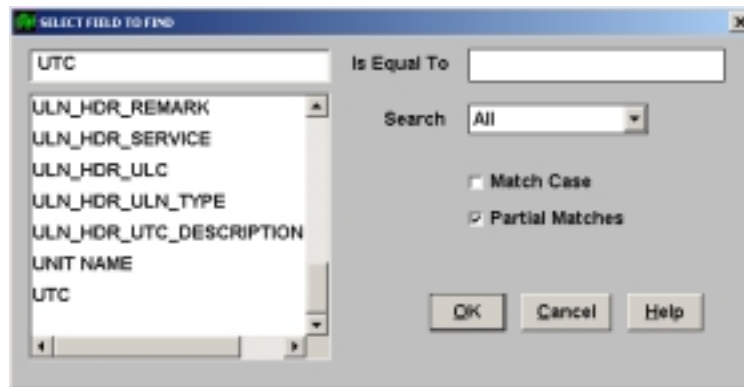 SELECT FIELD TO FIND
UTC
Is Equal To
ULN_HDR_REMARK
ULN_HDR_SERVICE
ULN_HDR_ULC
ULN_HDR_ULN_TYPE
ULN_HDR_UTC_DESCRIPTION
UNIT NAME
UTC
Search
All
Match Case
Partial Matches
OK
Cancel
Help